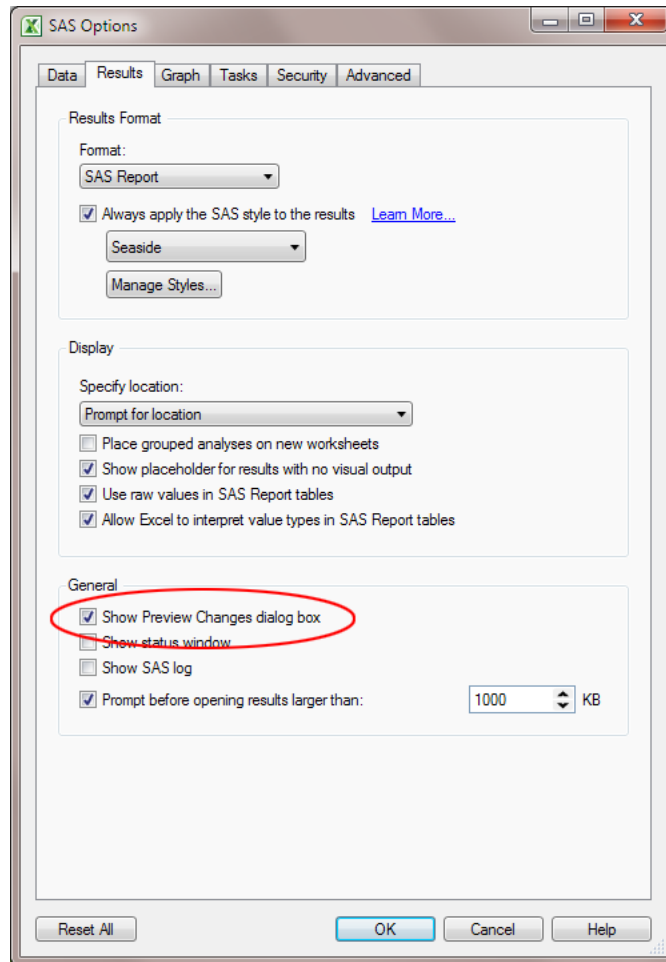 SAS Options
Data Results Graph Tasks Security Advanced
Results Format
Format:
SAS Report
Always apply the SAS style to the results Learn More...
Seaside
Manage Styles...
Display
Specify location:
Prompt for location
Place grouped analyses on new worksheets
Show placeholder for results with no visual output
Use raw values in SAS Report tables
Allow Excel to interpret value types in SAS Report tables
General
Show Preview Changes dialog box
Show status window
Show SAS log
Prompt before opening results larger than: 1000 KB
Reset All OK Cancel Help